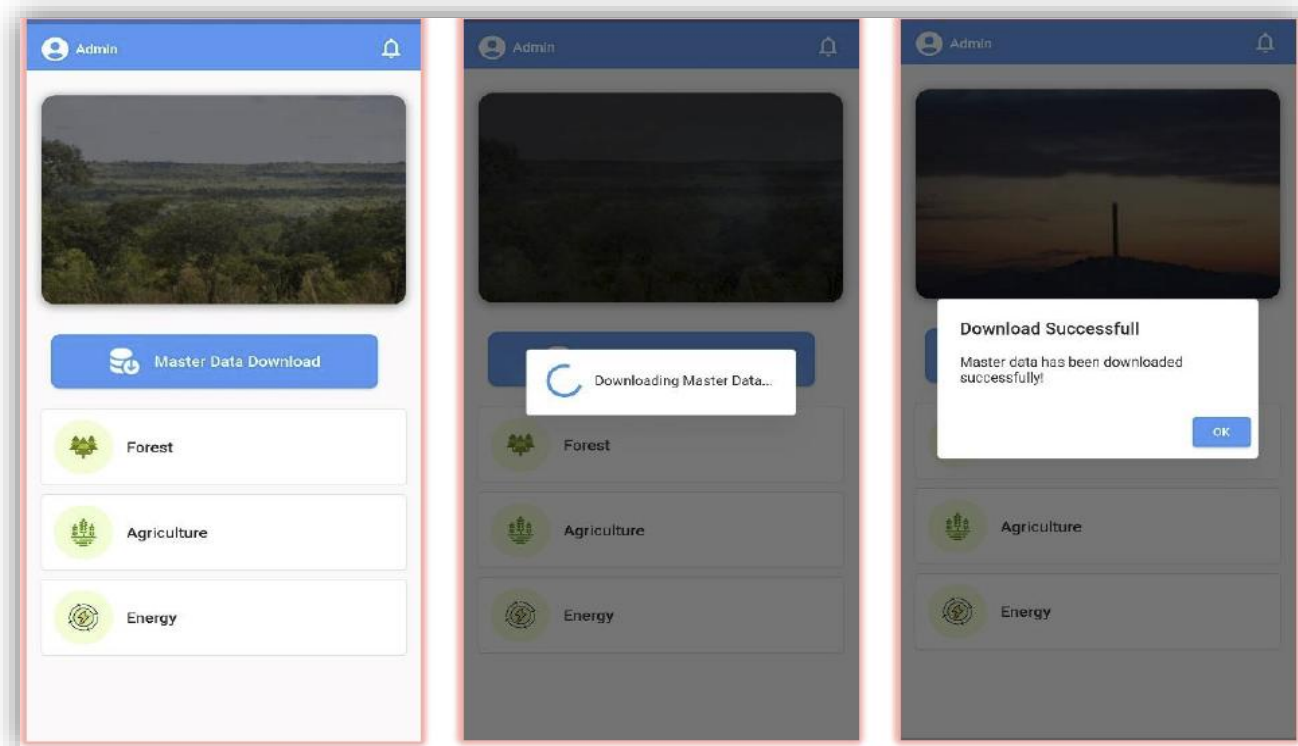 Admin
Master Data Download
Forest
Agriculture
Energy
Admin
Downloading Master Data...
Forest
Agriculture
Energy
Admin
Download Successfull
Master data has been downloaded
successfully!
OK
Agriculture
Energy